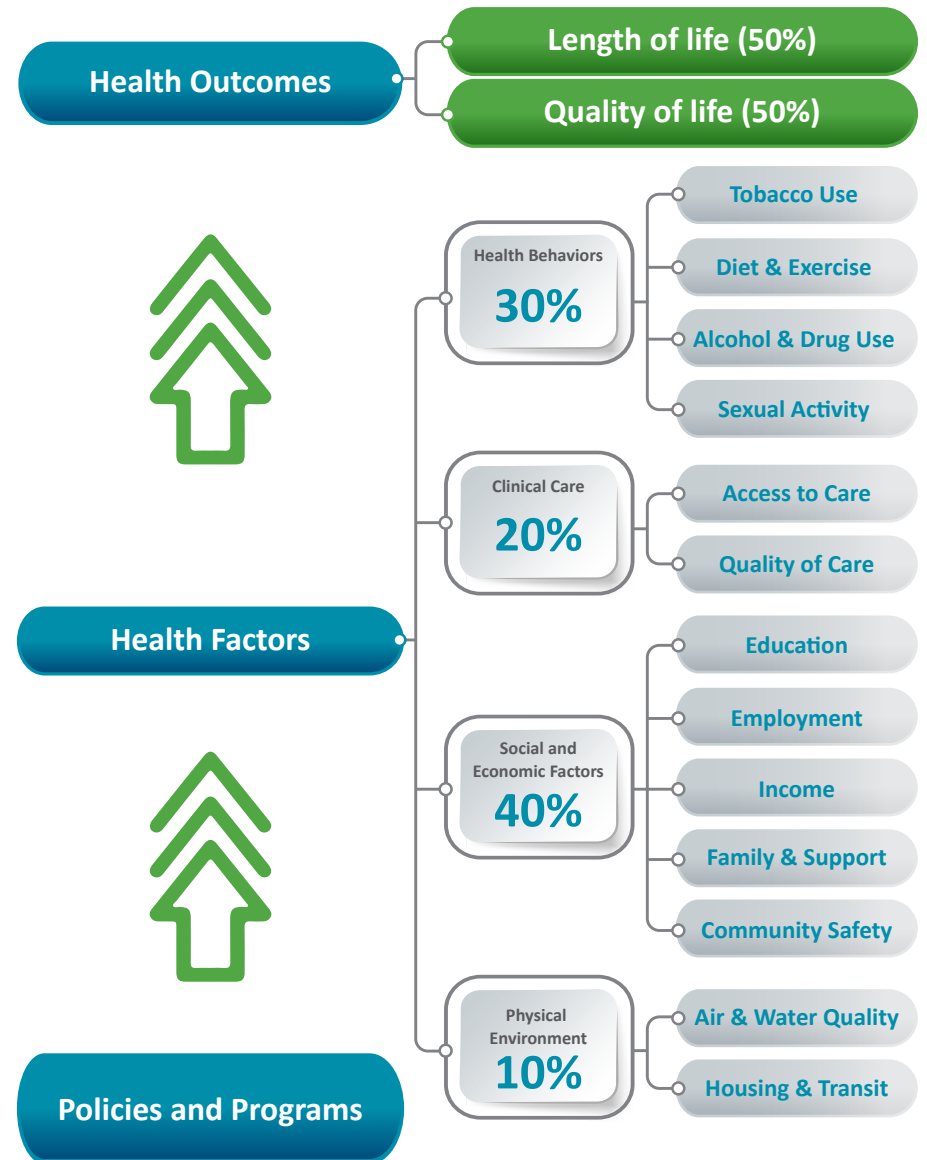 Health Outcomes
Length of life (50%)
Quality of life (50%)
Health Factors
Health Behaviors
30%
Tobacco Use
Diet & Exercise
Alcohol & Drug Use
Sexual Activity
Clinical Care
20%
Access to Care
Quality of Care
Social and
Economic Factors
40%
Education
Employment
Income
Family & Support
Community Safety
Physical
Environment
10%
Air & Water Quality
Housing & Transit
Policies and Programs